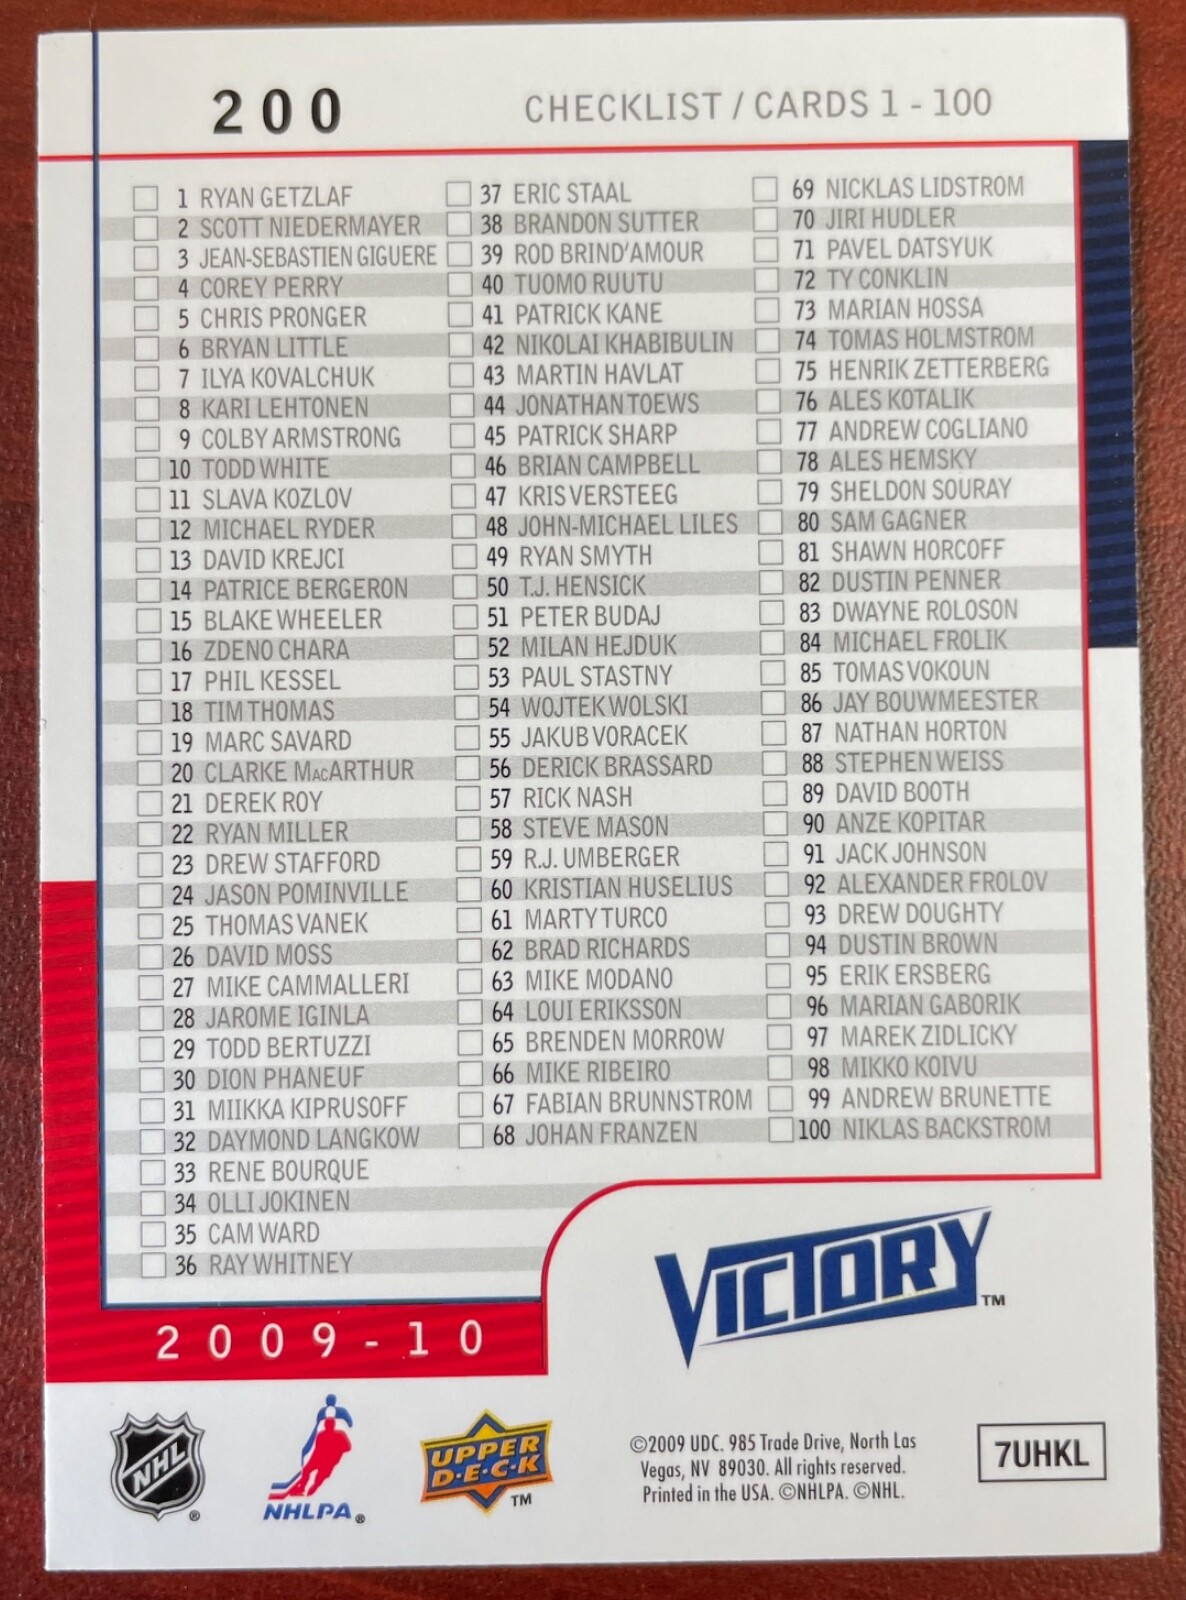 200
CHECKLIST / CARDS 1 - 100
1 RYAN GETZLAF
2 SCOTT NIEDERMAYER
3 JEAN-SEBASTIEN GIGUERE
4 COREY PERRY
5 CHRIS PRONGER
6 BRYAN LITTLE
7 ILYA KOVALCHUK
8 KARI LEHTONEN
9 COLBY ARMSTRONG
10 TODD WHITE
11 SLAVA KOZLOV
12 MICHAEL RYDER
13 DAVID KREJCI
14 PATRICE BERGERON
15 BLAKE WHEELER
16 ZDENO CHARA
17 PHIL KESSEL
18 TIM THOMAS
19 MARC SAVARD
20 CLARKE MacARTHUR
21 DEREK ROY
22 RYAN MILLER
23 DREW STAFFORD
24 JASON POMINVILLE
25 THOMAS VANEK
26 DAVID MOSS
27 MIKE CAMMALLERI
28 JAROME IGINLA
29 TODD BERTUZZI
30 DION PHANEUF
31 MIIKKA KIPRUSOFF
32 DAYMOND LANGKOW
33 RENE BOURQUE
34 OLLI JOKINEN
35 CAM WARD
36 RAY WHITNEY
37 ERIC STAAL
38 BRANDON SUTTER
39 ROD BRIND'AMOUR
40 TUOMO RUUTU
41 PATRICK KANE
42 NIKOLAI KHABIBULIN
43 MARTIN HAVLAT
44 JONATHAN TOEWS
45 PATRICK SHARP
46 BRIAN CAMPBELL
47 KRIS VERSTEEG
48 JOHN-MICHAEL LILES
49 RYAN SMYTH
50 T.J. HENSICK
51 PETER BUDAJ
52 MILAN HEJDUK
53 PAUL STASTNY
54 WOJTEK WOLSKI
55 JAKUB VORACEK
56 DERICK BRASSARD
57 RICK NASH
58 STEVE MASON
59 R.J. UMBERGER
60 KRISTIAN HUSELIUS
61 MARTY TURCO
62 BRAD RICHARDS
63 MIKE MODANO
64 LOUI ERIKSSON
65 BRENDEN MORROW
66 MIKE RIBEIRO
67 FABIAN BRUNNSTROM
68 JOHAN FRANZEN
69 NICKLAS LIDSTROM
70 JIRI HUDLER
71 PAVEL DATSYUK
72 TY CONKLIN
73 MARIAN HOSSA
74 TOMAS HOLMSTROM
75 HENRIK ZETTERBERG
76 ALES KOTALIK
77 ANDREW COGLIANO
78 ALES HEMSKY
79 SHELDON SOURAY
80 SAM GAGNER
81 SHAWN HORCOFF
82 DUSTIN PENNER
83 DWAYNE ROLOSON
84 MICHAEL FROLIK
85 TOMAS VOKOUN
86 JAY BOUWMEESTER
87 NATHAN HORTON
88 STEPHEN WEISS
89 DAVID BOOTH
90 ANZE KOPITAR
91 JACK JOHNSON
92 ALEXANDER FROLOV
93 DREW DOUGHTY
94 DUSTIN BROWN
95 ERIK ERSBERG
96 MARIAN GABORIK
97 MAREK ZIDLICKY
98 MIKKO KOIVU
99 ANDREW BRUNETTE
100 NIKLAS BACKSTROM
VICTORY TM
2009-10
NHL ®
NHLPA ®
UPPER
D·E·C·K
TM
©2009 UDC. 985 Trade Drive, North Las
Vegas, NV 89030. All rights reserved.
Printed in the USA. ©NHLPA. ©NHL.
7UHKL